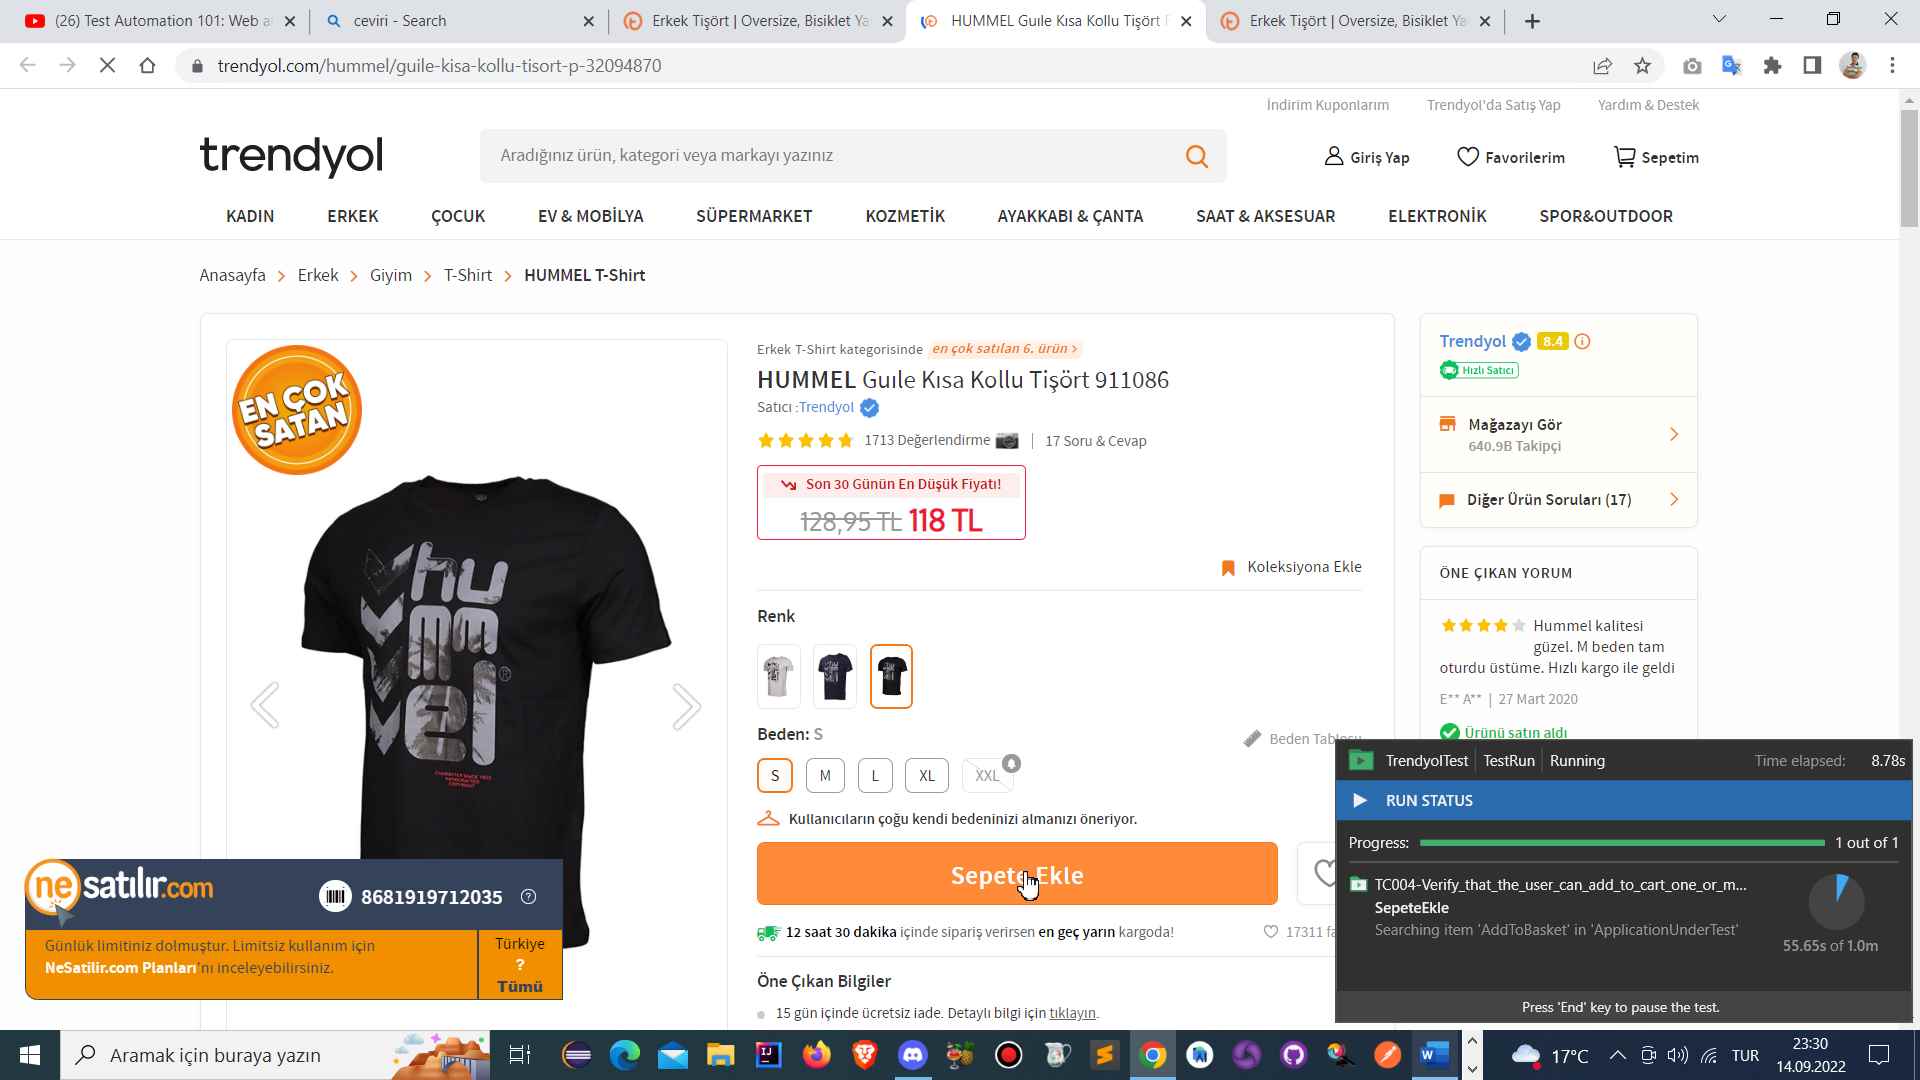 (26) Test Automation 101: Web a
ceviri - Search
Erkek Tişört | Oversize, Bisiklet Ya
HUMMEL Guıle Kısa Kollu Tişört
Erkek Tişört | Oversize, Bisiklet Ya
trendyol.com/hummel/guile-kisa-kollu-tisort-p-32094870
İndirim Kuponlarım
Trendyol'da Satış Yap
Yardım & Destek
trendyol
Aradığınız ürün, kategori veya markayı yazınız
Giriş Yap
Favorilerim
Sepetim
KADIN
ERKEK
ÇOCUK
EV & MOBİLYA
SÜPERMARKET
KOZMETİK
AYAKKABI & ÇANTA
SAAT & AKSESUAR
ELEKTRONİK
SPOR&OUTDOOR
Anasayfa > Erkek > Giyim > T-Shirt > HUMMEL T-Shirt
EN ÇOK
SATAN
hu
mm
el
®
Erkek T-Shirt kategorisinde en çok satılan 6. ürün >
HUMMEL Guıle Kısa Kollu Tişört 911086
Satıcı :Trendyol
1713 Değerlendirme | 17 Soru & Cevap
Son 30 Günün En Düşük Fiyatı!
128,95 TL 118 TL
Koleksiyona Ekle
Renk
Beden: S
Beden Tablosu
S
M
L
XL
XXL
Kullanıcıların çoğu kendi bedeninizi almanızı öneriyor.
Sepete Ekle
12 saat 30 dakika içinde sipariş verirsen en geç yarın kargoda!
17311 fa
Öne Çıkan Bilgiler
15 gün içinde ücretsiz iade. Detaylı bilgi için tıklayın.
Trendyol 8.4
Hızlı Satıcı
Mağazayı Gör
640.9B Takipçi
Diğer Ürün Soruları (17)
ÖNE ÇIKAN YORUM
Hummel kalitesi
güzel. M beden tam
oturdu üstüme. Hızlı kargo ile geldi
E** A** | 27 Mart 2020
Ürünü satın aldı
ne satılır.com
8681919712035
Günlük limitiniz dolmuştur. Limitsiz kullanım için
NeSatilir.com Planları'nı inceleyebilirsiniz.
Türkiye
?
Tümü
TrendyolTest | TestRun | Running
Time elapsed: 8.78s
RUN STATUS
Progress: 1 out of 1
TC004-Verify_that_the_user_can_add_to_cart_one_or_m...
SepeteEkle
Searching item 'AddToBasket' in 'ApplicationUnderTest'
55.65s of 1.0m
Press 'End' key to pause the test.
Aramak için buraya yazın
17°C
TUR
23:30
14.09.2022